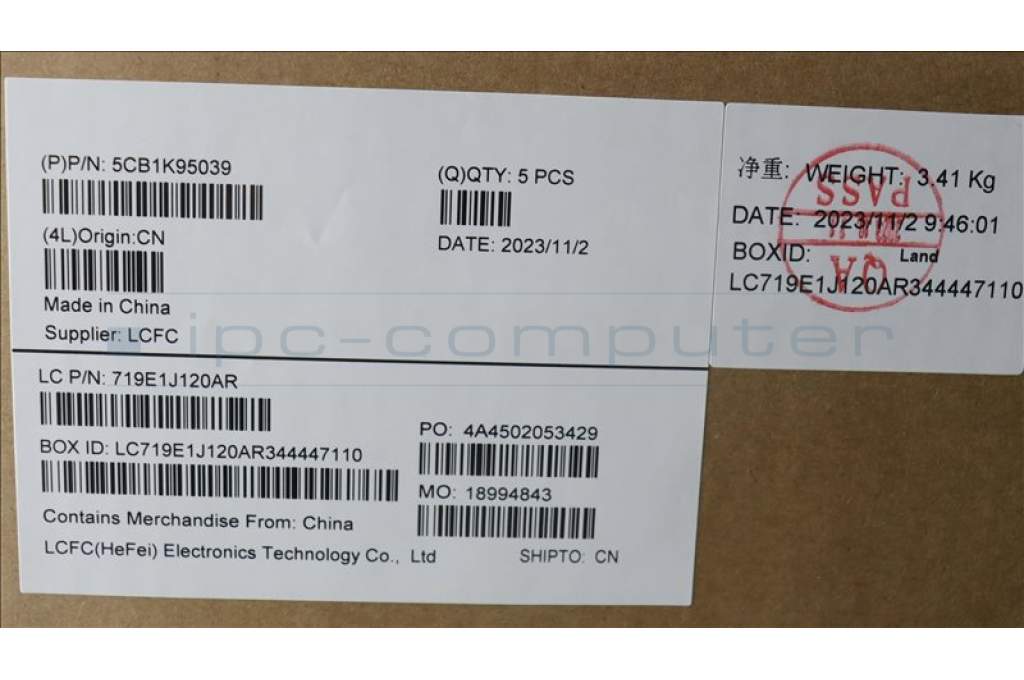 (P)P/N: 5CB1K95039
(Q)QTY: 5 PCS
(4L)Origin:CN
DATE: 2023/11/2
Made in China
Supplier: LCFC
LC P/N: 719E1J120AR
BOX ID: LC719E1J120AR344447110
PO: 4A4502053429
MO: 18994843
Contains Merchandise From: China
LCFC(HeFei) Electronics Technology Co., Ltd
SHIPTO: CN
净重: WEIGHT: 3.41 Kg
DATE: 2023/11/2 9:46:01
BOXID: Land
LC719E1J120AR344447110
QA
PASS
ipc-computer